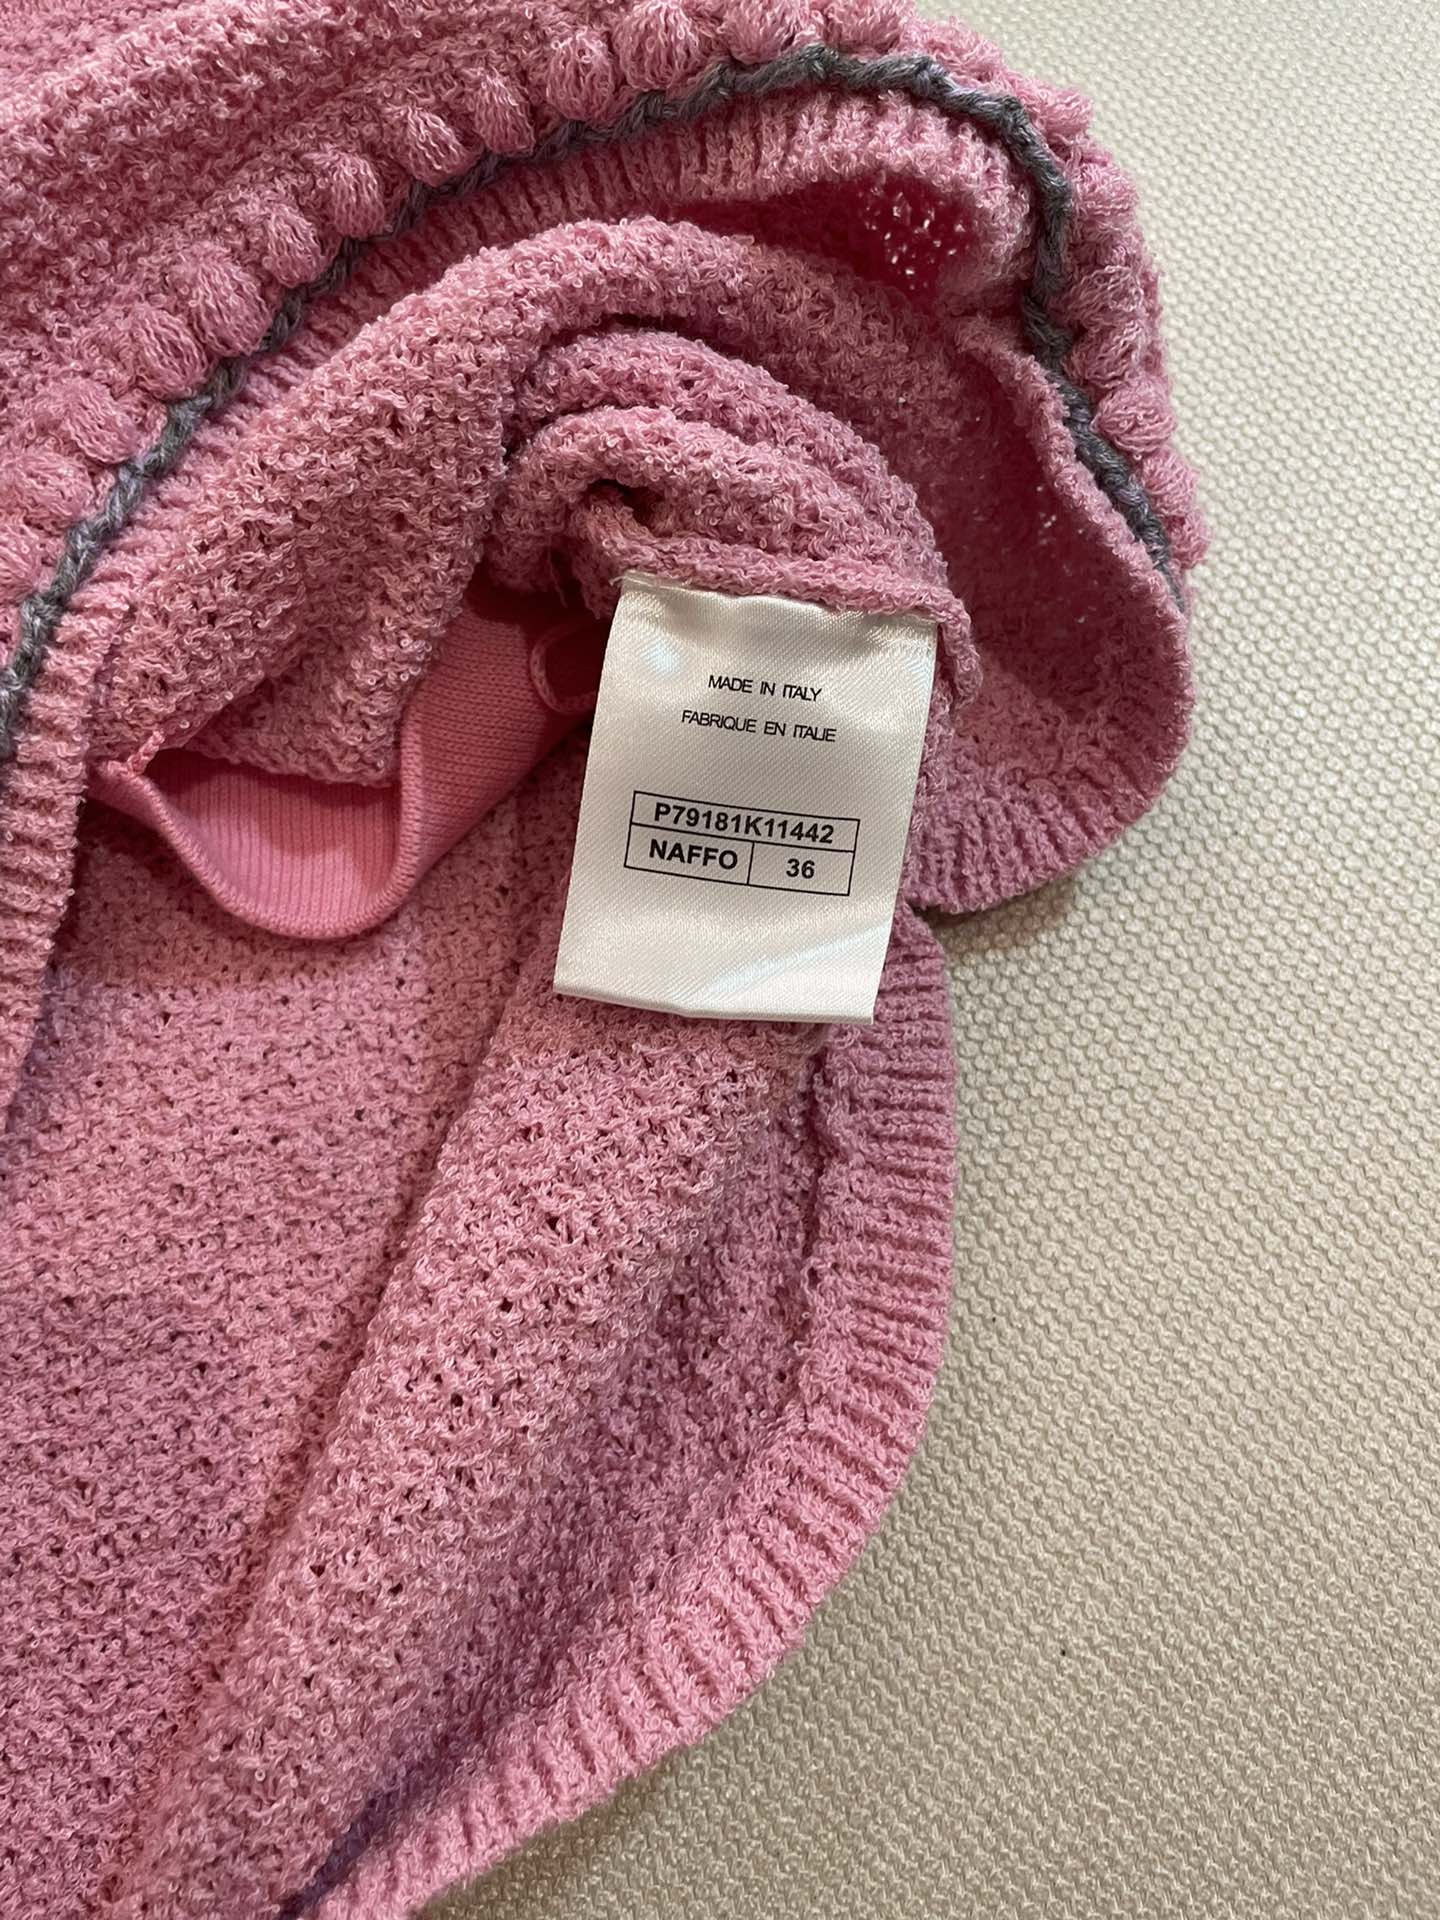 MADE IN ITALY
FABRIQUE EN ITALIE
P79181K11442
NAFFO 36